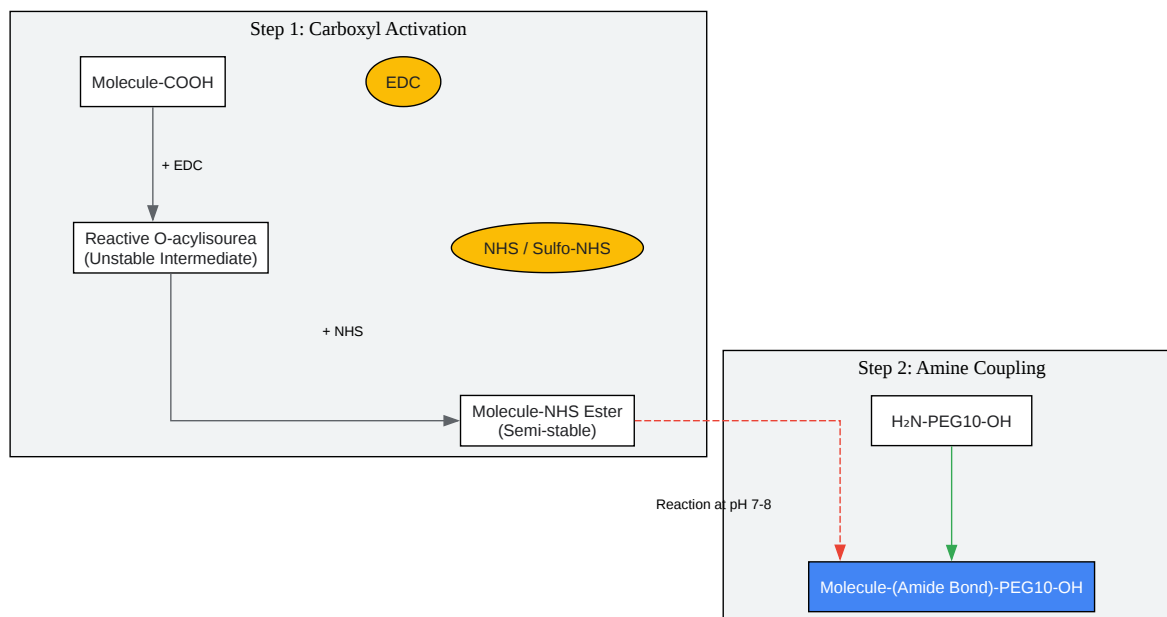 Step 1: Carboxyl Activation
Molecule-COOH
EDC
+ EDC
Reactive O-acylisourea
(Unstable Intermediate)
NHS / Sulfo-NHS
+ NHS
Molecule-NHS Ester
(Semi-stable)
Step 2: Amine Coupling
H₂N-PEG10-OH
Reaction at pH 7-8
Molecule-(Amide Bond)-PEG10-OH